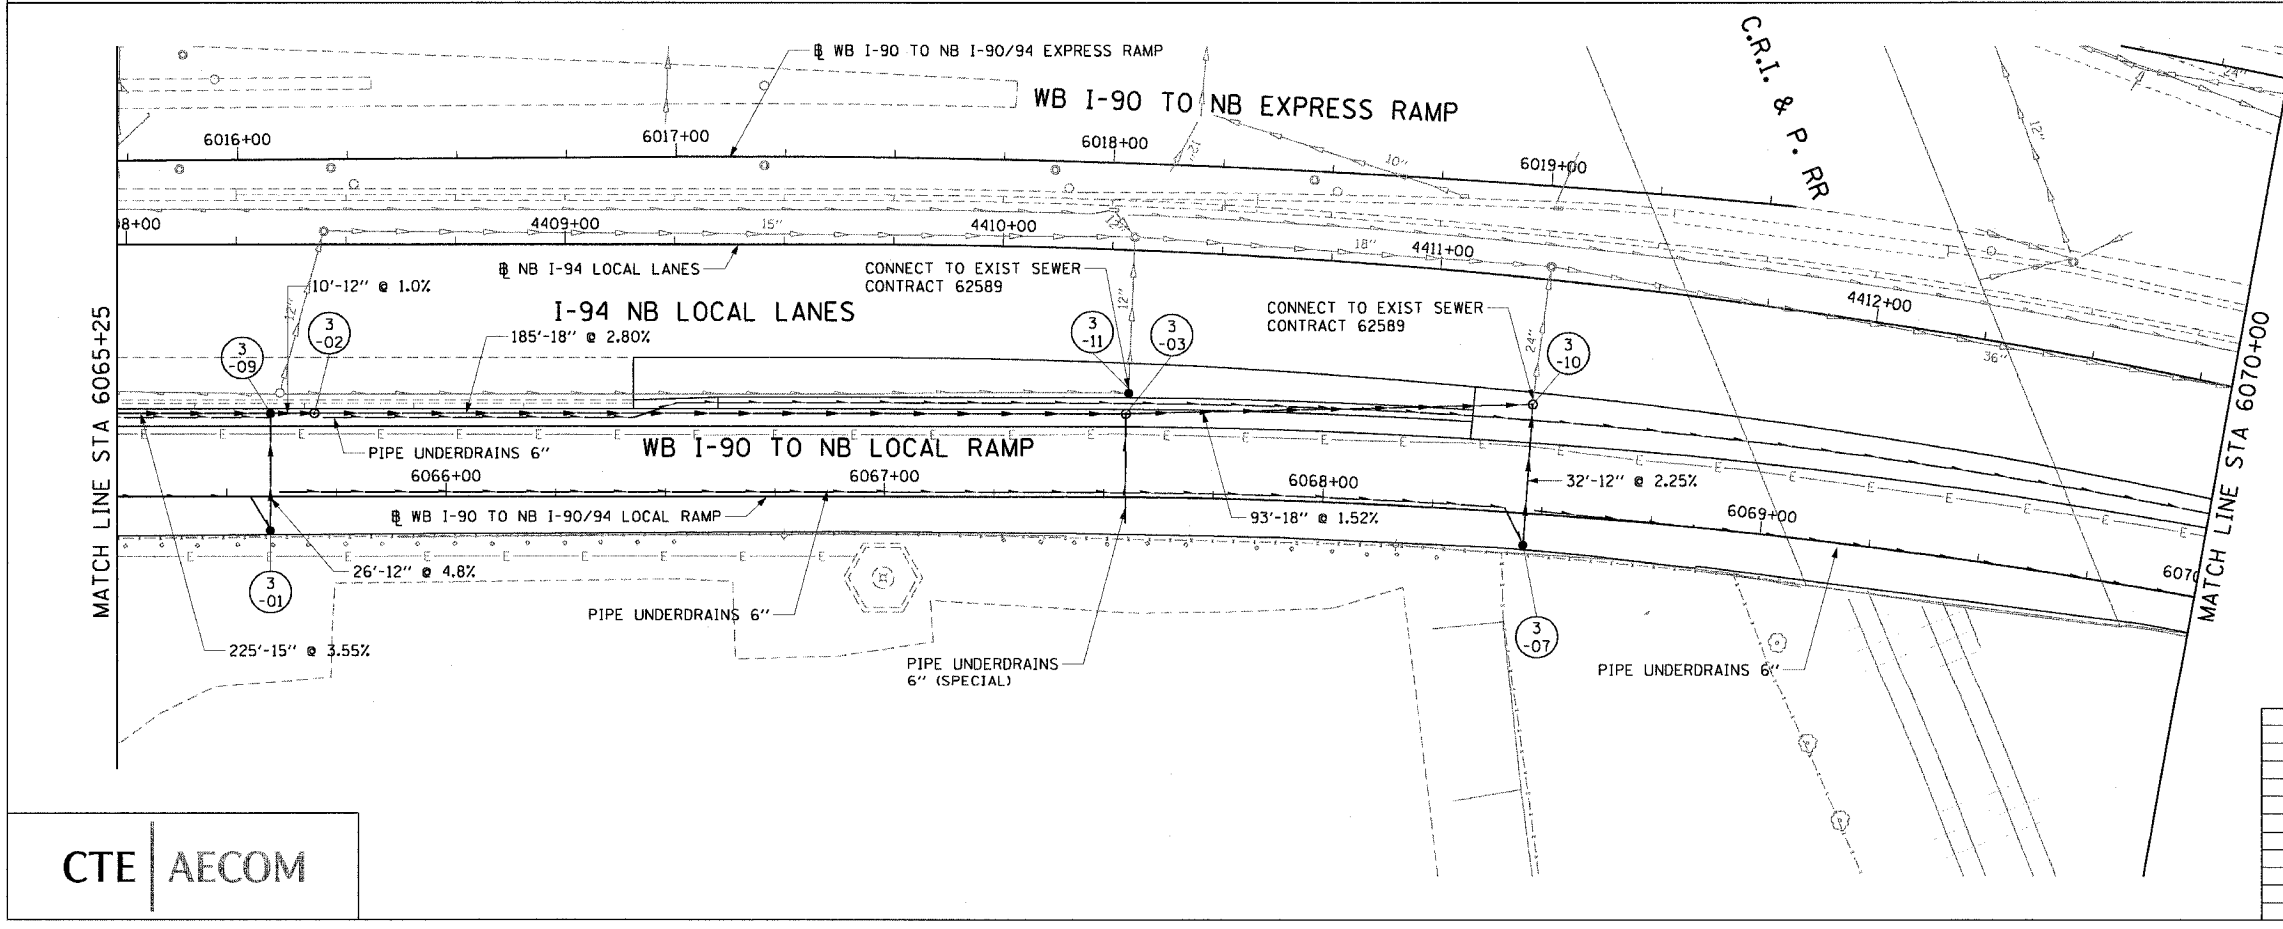 ℄ WB I-90 TO NB I-90/94 EXPRESS RAMP
WB I-90 TO NB EXPRESS RAMP
C.R.I. & P. RR
24"
6016+00
6017+00
6018+00
6019+00
12"
10"
12"
4409+00
15"
4410+00
18"
4411+00
4412+00
36"
℄ NB I-94 LOCAL LANES
CONNECT TO EXIST SEWER
CONTRACT 62589
10'-12" @ 1.0%
12"
I-94 NB LOCAL LANES
185'-18" @ 2.80%
12"
CONNECT TO EXIST SEWER
CONTRACT 62589
24"
3
-09
3
-02
3
-11
3
-03
3
-10
MATCH LINE STA 6065+25
MATCH LINE STA 6070+00
PIPE UNDERDRAINS 6"
WB I-90 TO NB LOCAL RAMP
E E E E E E E E E E E E
6066+00
6067+00
6068+00
6069+00
32'-12" @ 2.25%
℄ WB I-90 TO NB I-90/94 LOCAL RAMP
93'-18" @ 1.52%
26'-12" @ 4.8%
3
-01
PIPE UNDERDRAINS 6"
3
-07
225'-15" @ 3.55%
PIPE UNDERDRAINS
6" (SPECIAL)
PIPE UNDERDRAINS 6"
CTE | AECOM